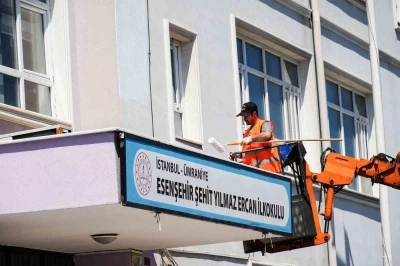 İSTANBUL - ÜMRANİYE
ESENŞEHİR ŞEHİT YILMAZ ERCAN İLKOKULU